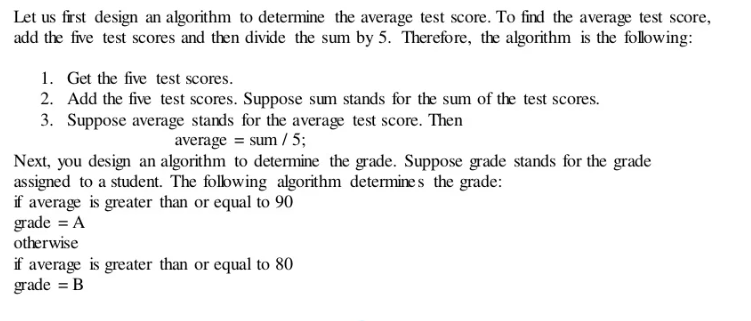 Let us first design an algorithm to determine the average test score. To find the average test score,
add the five test scores and then divide the sum by 5. Therefore, the algorithm is the following:
1. Get the five test scores.
2. Add the five test scores. Suppose sum stands for the sum of the test scores.
3. Suppose average stands for the average test score. Then
average = sum / 5;
Next, you design an algorithm to determine the grade. Suppose grade stands for the grade
assigned to a student. The following algorithm determines the grade:
if average is greater than or equal to 90
grade = A
otherwise
if average is greater than or equal to 80
grade = B